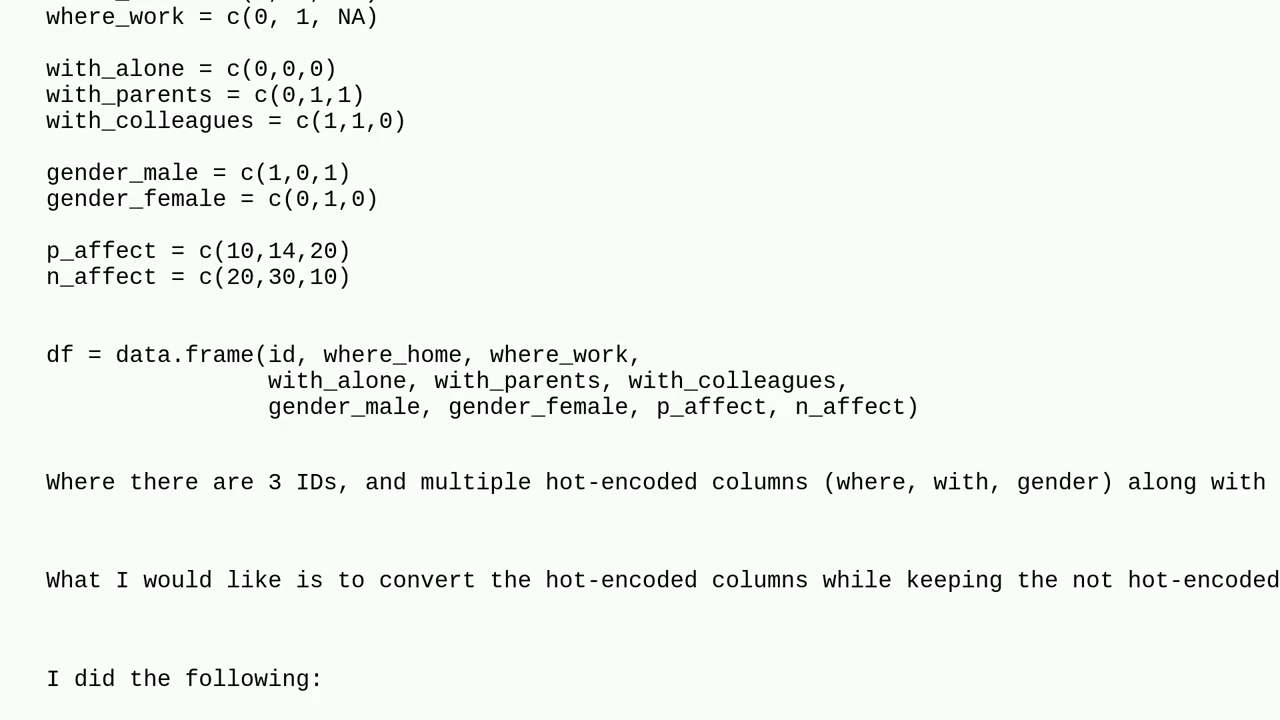 where_work = c(0, 1, NA)
with_alone = c(0,0,0)
with_parents = c(0,1,1)
with_colleagues = c(1,1,0)
gender_male = c(1,0,1)
gender_female = c(0,1,0)
p_affect = c(10,14,20)
n_affect = c(20,30,10)
df = data.frame(id, where_home, where_work,
with_alone, with_parents, with_colleagues,
gender_male, gender_female, p_affect, n_affect)
Where there are 3 IDs, and multiple hot-encoded columns (where, with, gender) along with
What I would like is to convert the hot-encoded columns while keeping the not hot-encoded
I did the following: